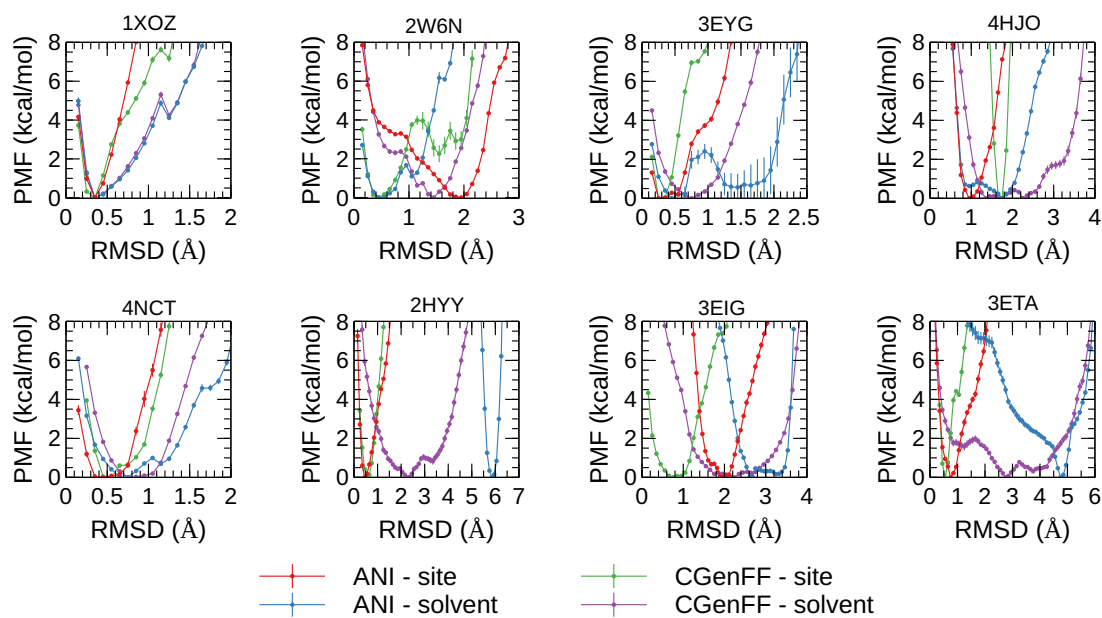 1XOZ 2W6N 3EYG 4HJO
PMF (kcal/mol) 8 6 4 2 0 0 0.5 1 1.5 2 RMSD (Å)
PMF (kcal/mol) 8 6 4 2 0 0 1 2 3 RMSD (Å)
PMF (kcal/mol) 8 6 4 2 0 0 0.5 1 1.5 2 2.5 RMSD (Å)
PMF (kcal/mol) 8 6 4 2 0 0 1 2 3 4 RMSD (Å)
4NCT 2HYY 3EIG 3ETA
PMF (kcal/mol) 8 6 4 2 0 0 0.5 1 1.5 2 RMSD (Å)
PMF (kcal/mol) 8 6 4 2 0 0 1 2 3 4 5 6 7 RMSD (Å)
PMF (kcal/mol) 8 6 4 2 0 0 1 2 3 4 RMSD (Å)
PMF (kcal/mol) 8 6 4 2 0 0 1 2 3 4 5 6 RMSD (Å)
ANI - site CGenFF - site
ANI - solvent CGenFF - solvent